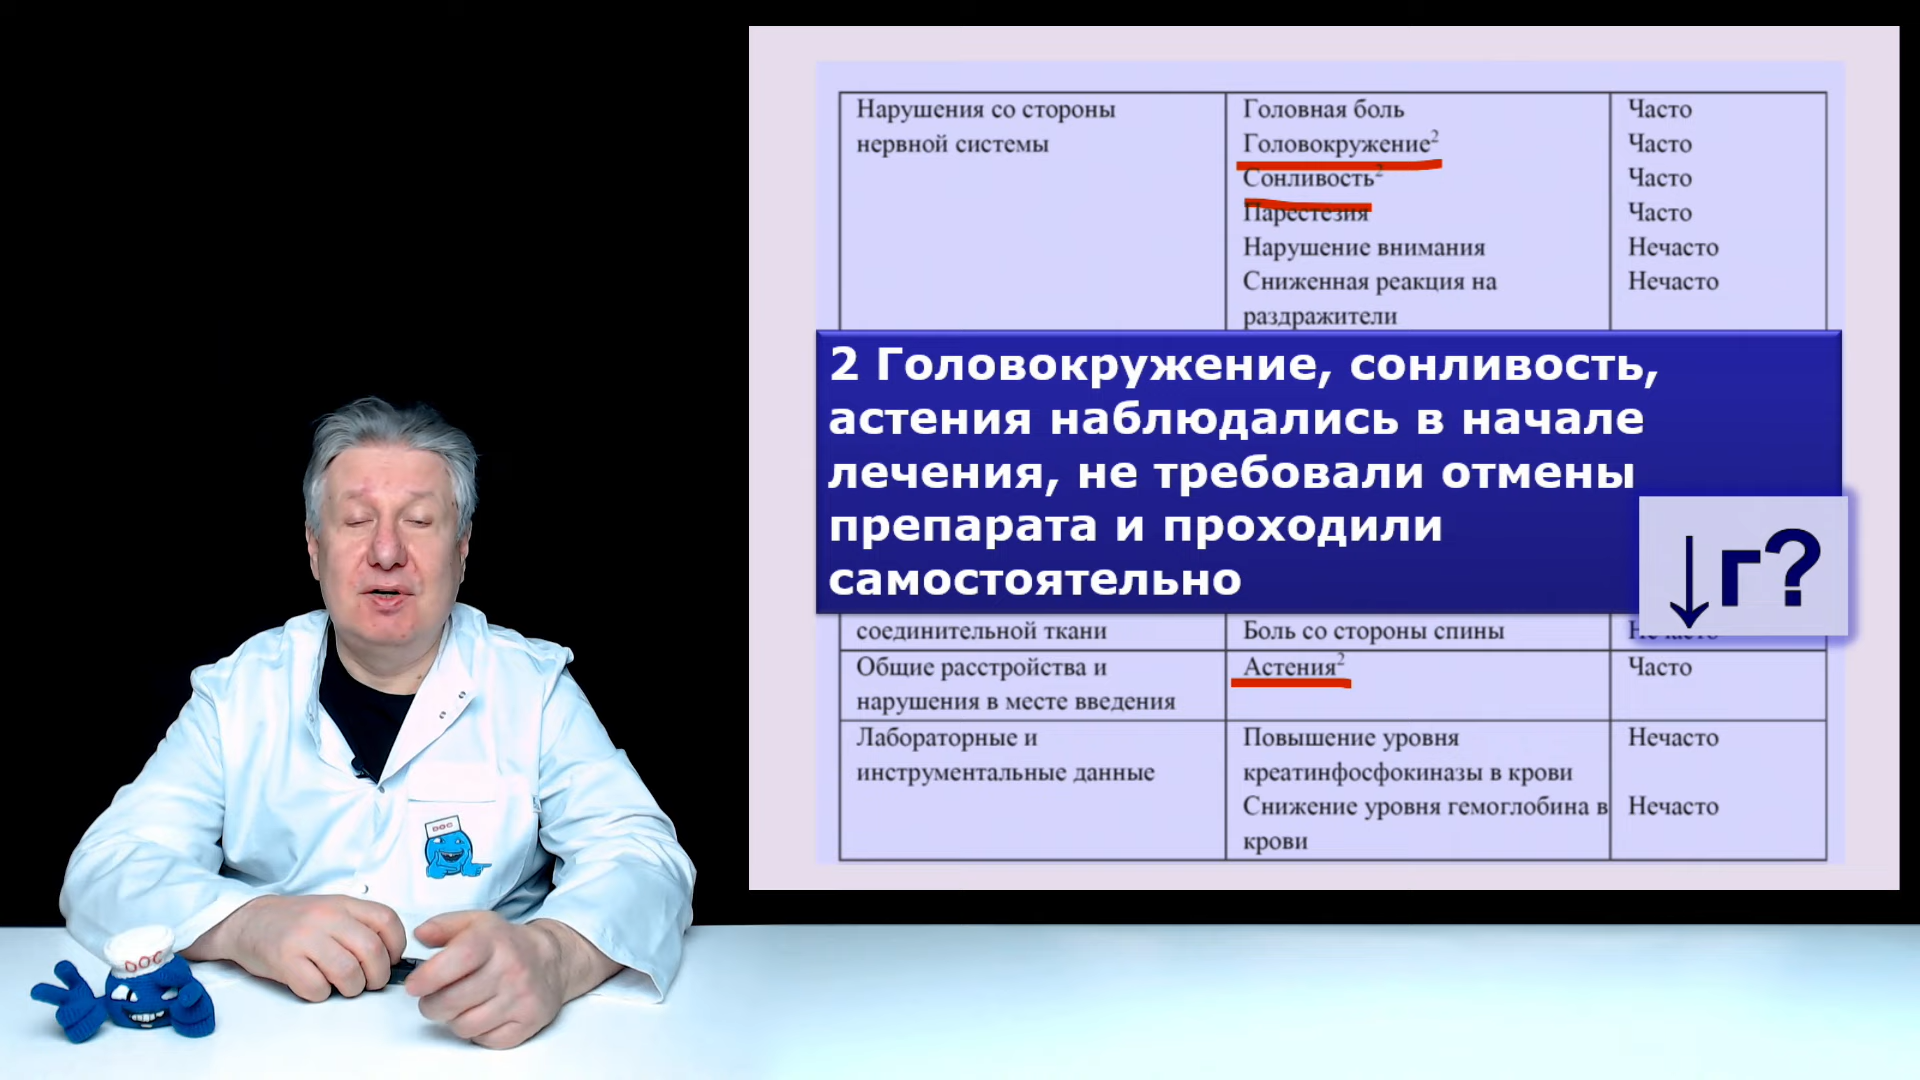 Нарушения со стороны
нервной системы
Головная боль
Головокружение²
Сонливость²
Парестезия
Нарушение внимания
Сниженная реакция на
раздражители
Часто
Часто
Часто
Часто
Нечасто
Нечасто
2 Головокружение, сонливость,
астения наблюдались в начале
лечения, не требовали отмены
препарата и проходили
самостоятельно
↓г?
соединительной ткани
Боль со стороны спины
Нечасто
Общие расстройства и
нарушения в месте введения
Астения²
Часто
Лабораторные и
инструментальные данные
Повышение уровня
креатинфосфокиназы в крови
Снижение уровня гемоглобина в
крови
Нечасто
Нечасто
DOC
DOC